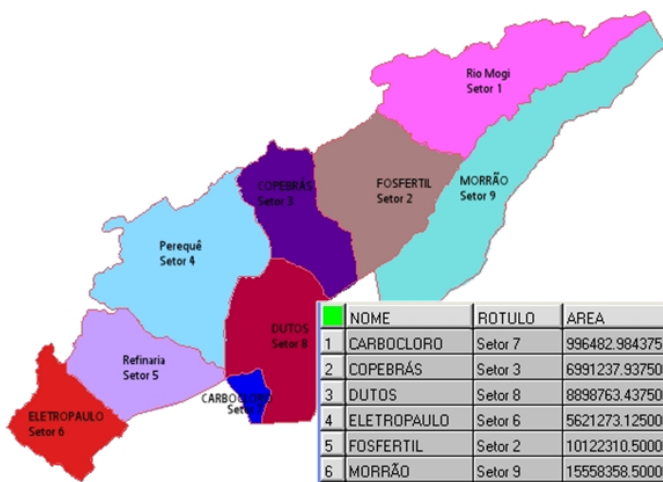 Rio Mogi
Setor 1
COPEBRÁS
Setor 3
FOSFERTIL
Setor 2
MORRÃO
Setor 9
Perequê
Setor 4
DUTOS
Setor 8
Refinaria
Setor 5
CARBOCLORO
Setor 7
ELETROPAULO
Setor 6
NOME ROTULO AREA
1 CARBOCLORO Setor 7 996482.984375
2 COPEBRÁS Setor 3 6991237.93750
3 DUTOS Setor 8 8898763.43750
4 ELETROPAULO Setor 6 5621273.12500
5 FOSFERTIL Setor 2 10122310.5000
6 MORRÃO Setor 9 15558358.5000